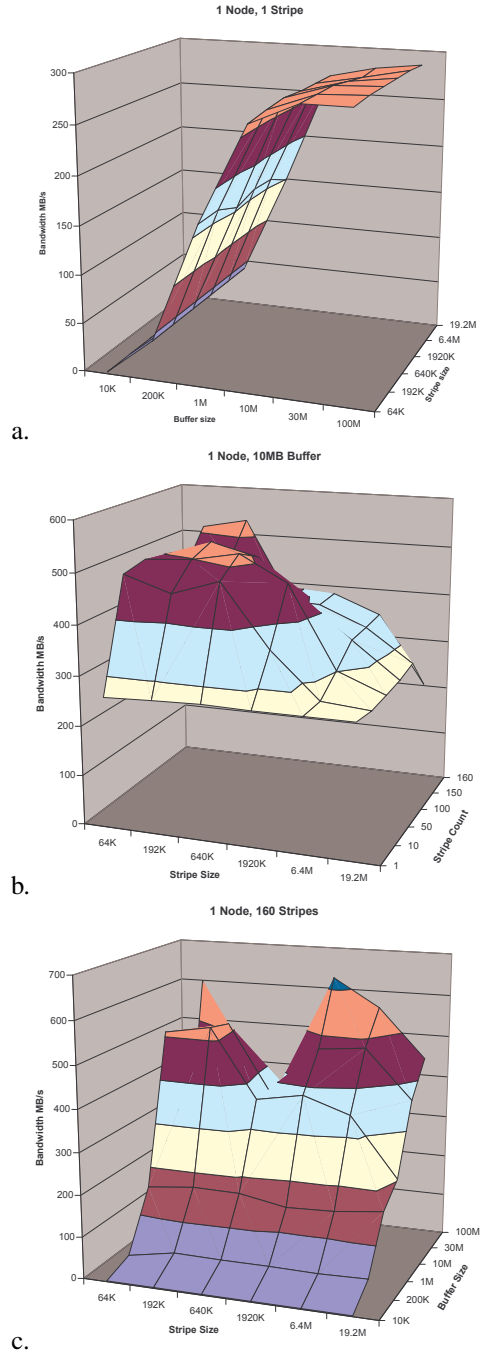 1 Node, 1 Stripe
300
250
200
150
100
50
0
Bandwidth MB/s
10K
200K
1M
10M
30M
100M
Buffer size
19.2M
6.4M
1920K
640K
192K
64K
Stripe size
a.
1 Node, 10MB Buffer
600
500
400
300
200
100
0
Bandwidth MB/s
64K
192K
640K
1920K
6.4M
19.2M
Stripe Size
160
150
100
50
10
1
Stripe Count
b.
1 Node, 160 Stripes
700
600
500
400
300
200
100
0
Bandwidth MB/s
64K
192K
640K
1920K
6.4M
19.2M
Stripe Size
100M
30M
10M
1M
200K
10K
Buffer Size
c.